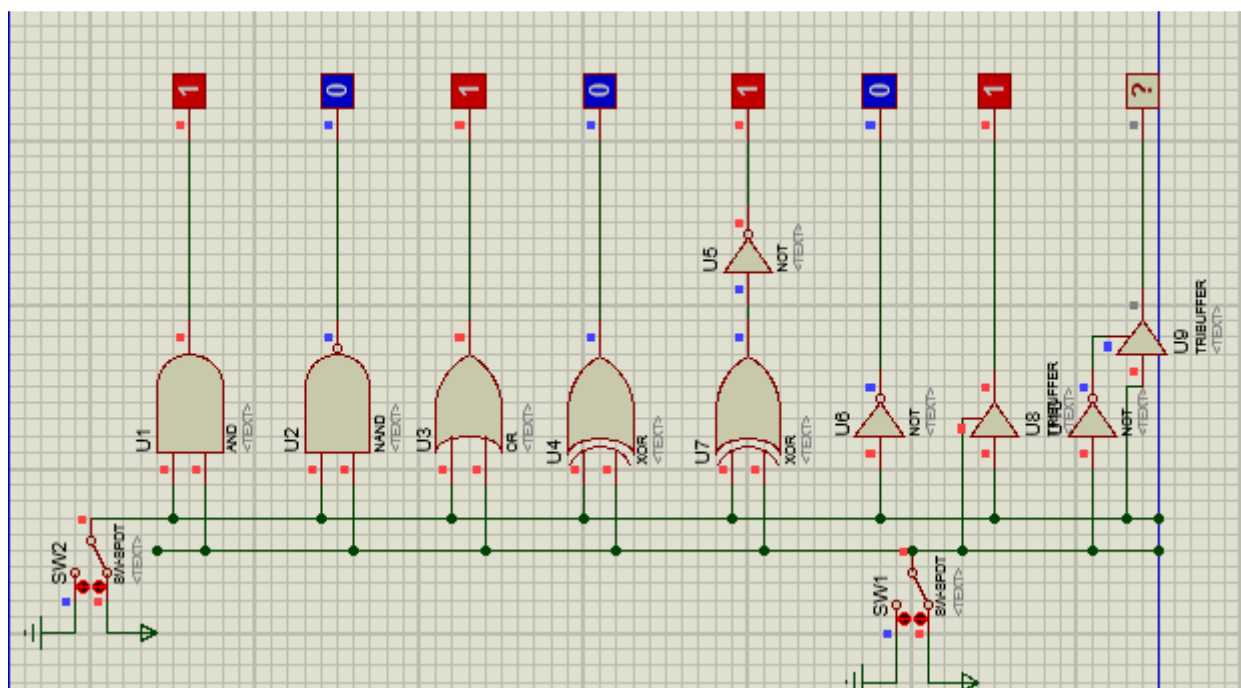 1
0
1
0
1
0
1
?
U5
NOT
<TEXT>
U9
TRIBUFFER
<TEXT>
U1
AND
<TEXT>
U2
NAND
<TEXT>
U3
OR
<TEXT>
U4
XOR
<TEXT>
U7
XOR
<TEXT>
U6
NOT
<TEXT>
U8
TRIBUFFER
<TEXT>
NOT
<TEXT>
SW2
SW-SPDT
<TEXT>
SW1
SW-SPDT
<TEXT>